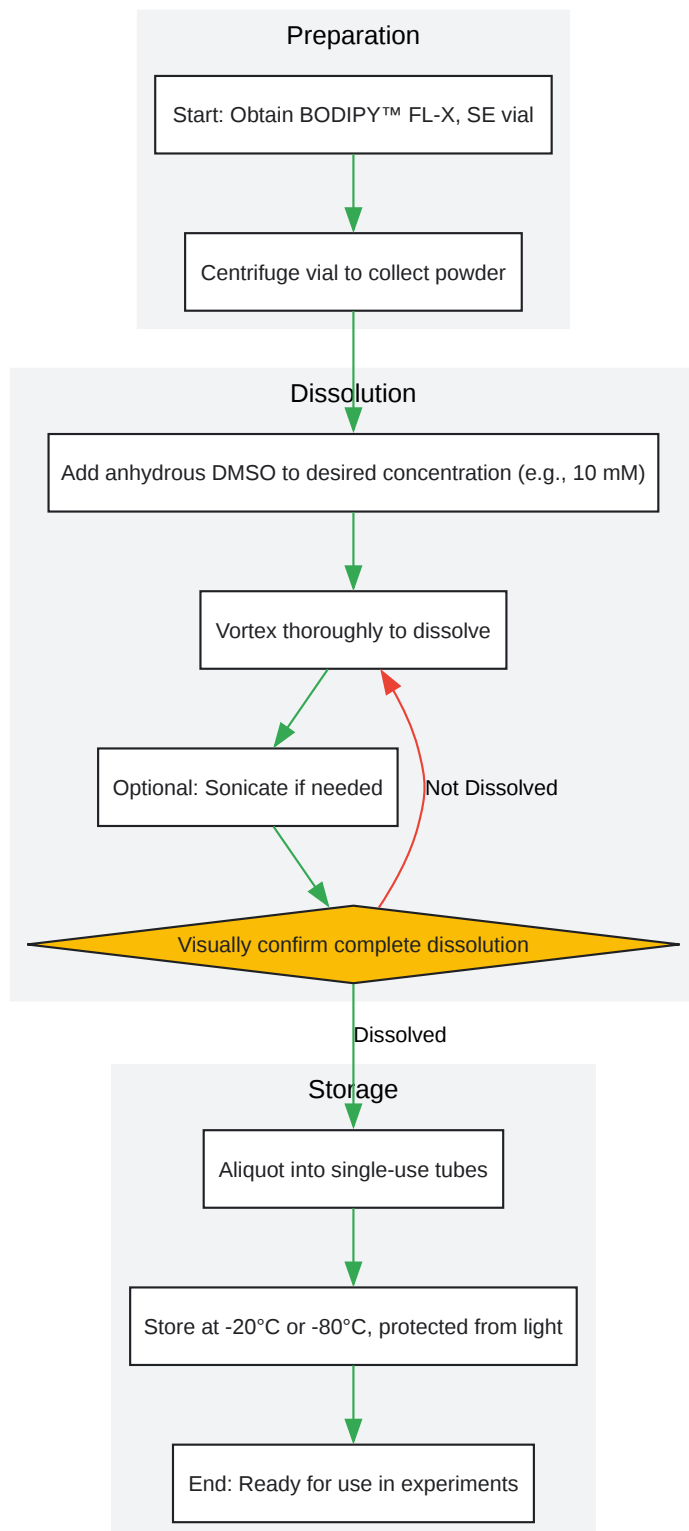 Preparation
Start: Obtain BODIPY™ FL-X, SE vial
Centrifuge vial to collect powder
Dissolution
Add anhydrous DMSO to desired concentration (e.g., 10 mM)
Vortex thoroughly to dissolve
Optional: Sonicate if needed
Not Dissolved
Visually confirm complete dissolution
Dissolved
Storage
Aliquot into single-use tubes
Store at -20°C or -80°C, protected from light
End: Ready for use in experiments